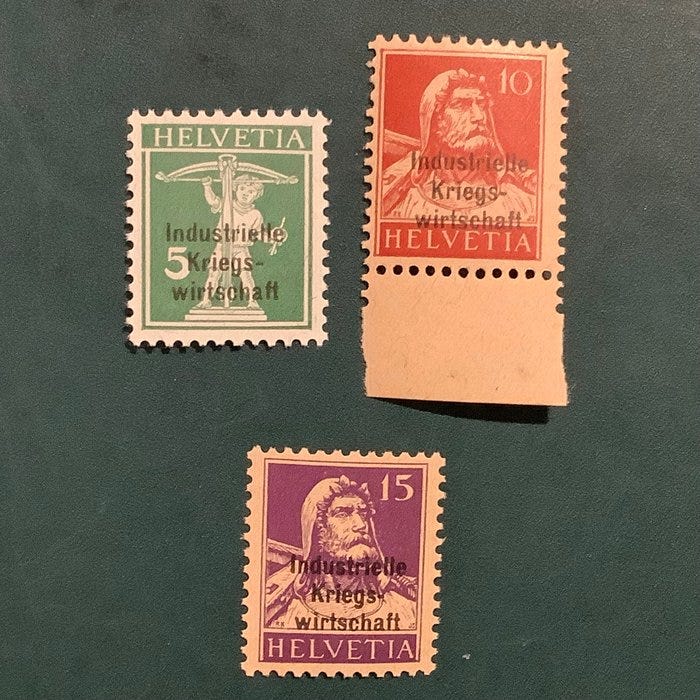 HELVETIA
Industrielle
5 Kriegs-
wirtschaft
10
Industrielle
Kriegs-
wirtschaft
HELVETIA
15
Industrielle
Kriegs-
wirtschaft
HELVETIA